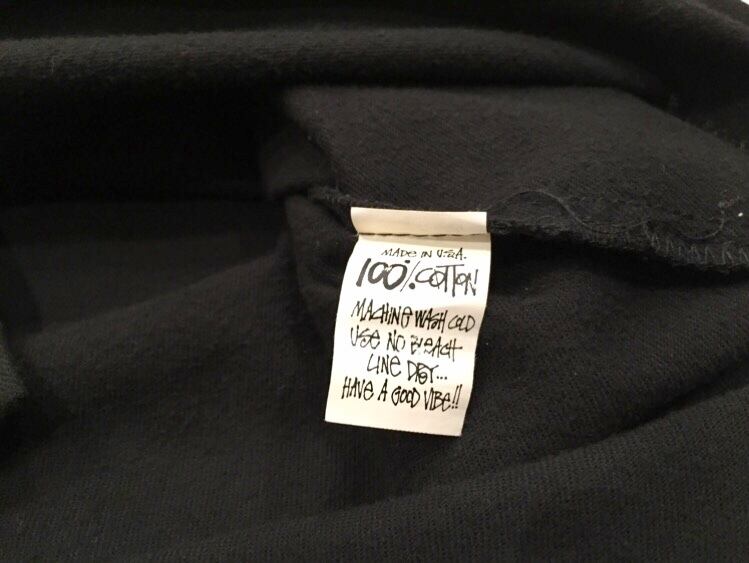 MADE IN U.S.A.
100%. COTTON
MACHINE WASH COLD
USE NO BLEACH
LINE DRY...
HAVE A GOOD VIBE!!